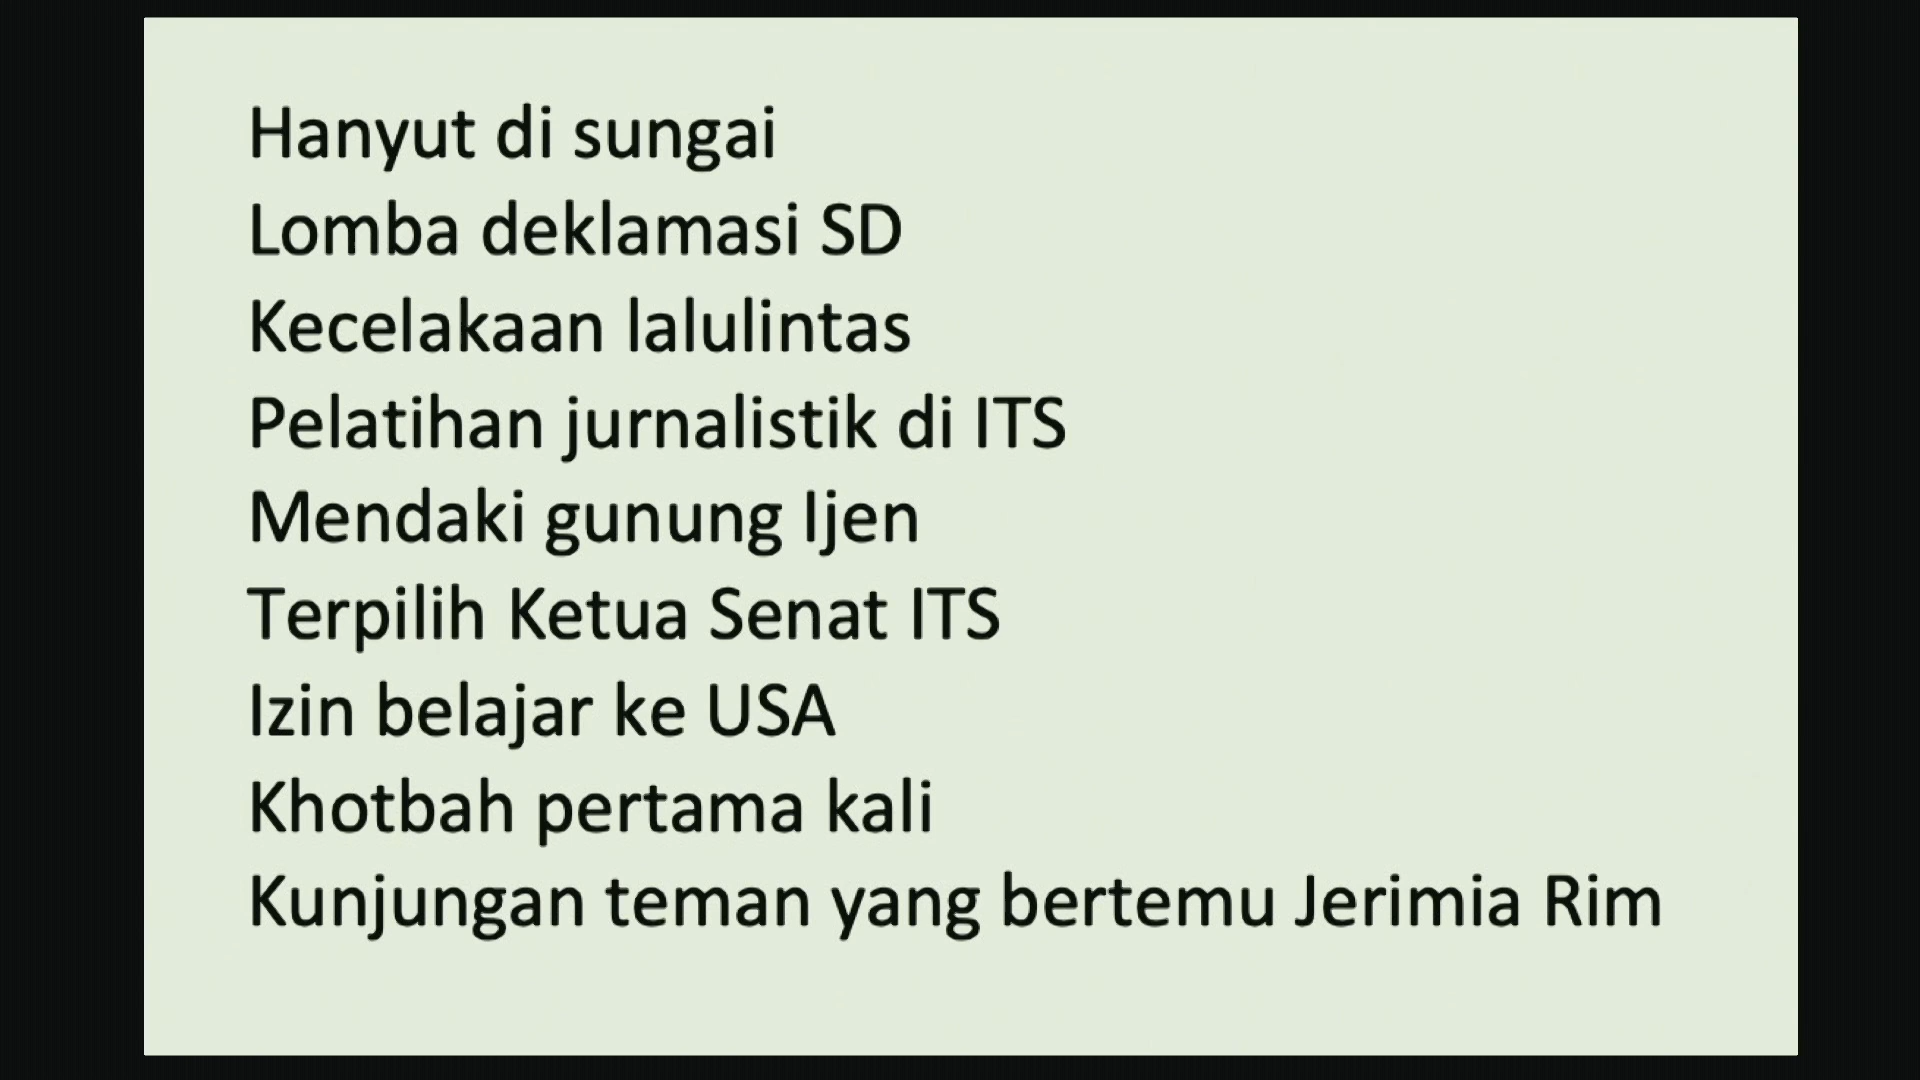 Hanyut di sungai
Lomba deklamasi SD
Kecelakaan lalulintas
Pelatihan jurnalistik di ITS
Mendaki gunung Ijen
Terpilih Ketua Senat ITS
Izin belajar ke USA
Khotbah pertama kali
Kunjungan teman yang bertemu Jerimia Rim